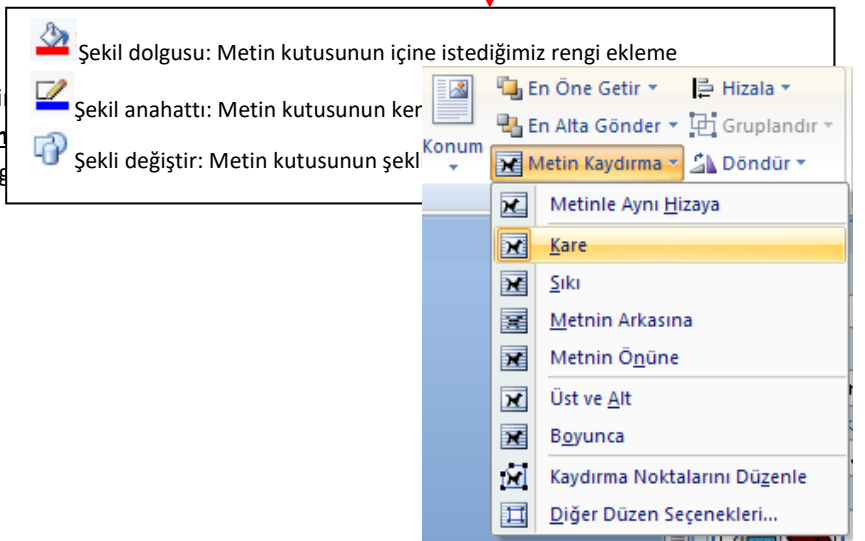 Şekil dolgusu: Metin kutusunun içine istediğimiz rengi ekleme
Şekil anahattı: Metin kutusunun
Şekli değiştir: Metin kutusunun
Konum
En Öne Getir
Hizala
En Alta Gönder
Gruplandır
Metin Kaydırma
Döndür
Metinle Aynı Hizaya
Kare
Sıkı
Metnin Arkasına
Metnin Önüne
Üst ve Alt
Boyunca
Kaydırma Noktalarını Düzenle
Diğer Düzen Seçenekleri...